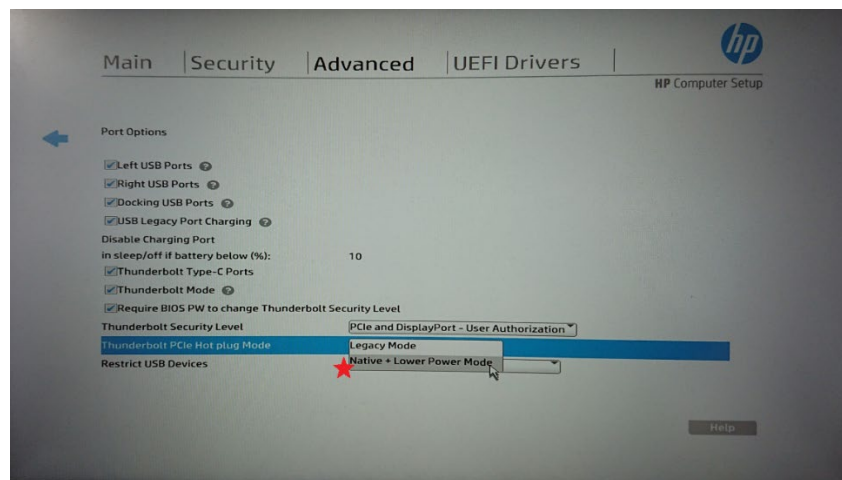 hp
Main | Security | Advanced | UEFI Drivers |
HP Computer Setup
Port Options
Left USB Ports ?
Right USB Ports ?
Docking USB Ports ?
USB Legacy Port Charging ?
Disable Charging Port
in sleep/off if battery below (%): 10
Thunderbolt Type-C Ports
Thunderbolt Mode ?
Require BIOS PW to change Thunderbolt Security Level
Thunderbolt Security Level PCIe and DisplayPort - User Authorization
Thunderbolt PCIe Hot plug Mode Legacy Mode
Native + Lower Power Mode
Restrict USB Devices
Help